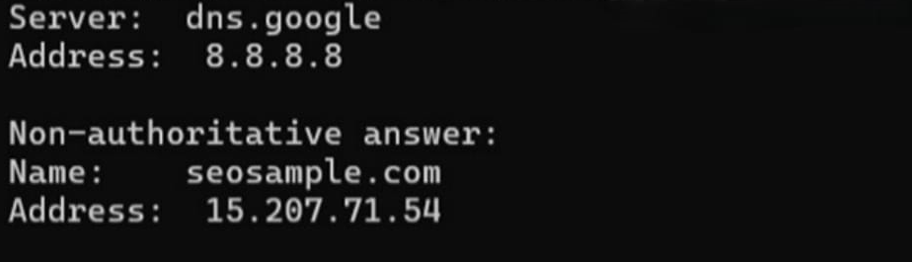 Server:  dns.google
Address:  8.8.8.8

Non-authoritative answer:
Name:    seosample.com
Address:  15.207.71.54